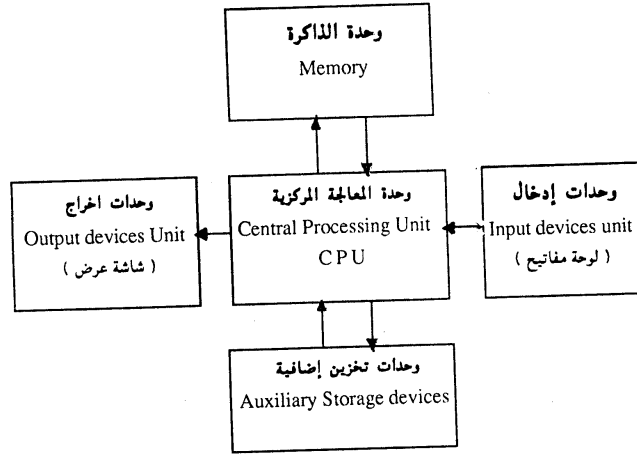 وحدة الذاكرة
Memory
وحدات اخراج
Output devices Unit
( شاشة عرض )
وحدة المعالجة المركزية
Central Processing Unit
CPU
وحدات إدخال
Input devices unit
( لوحة مفاتيح )
وحدات تخزين إضافية
Auxiliary Storage devices